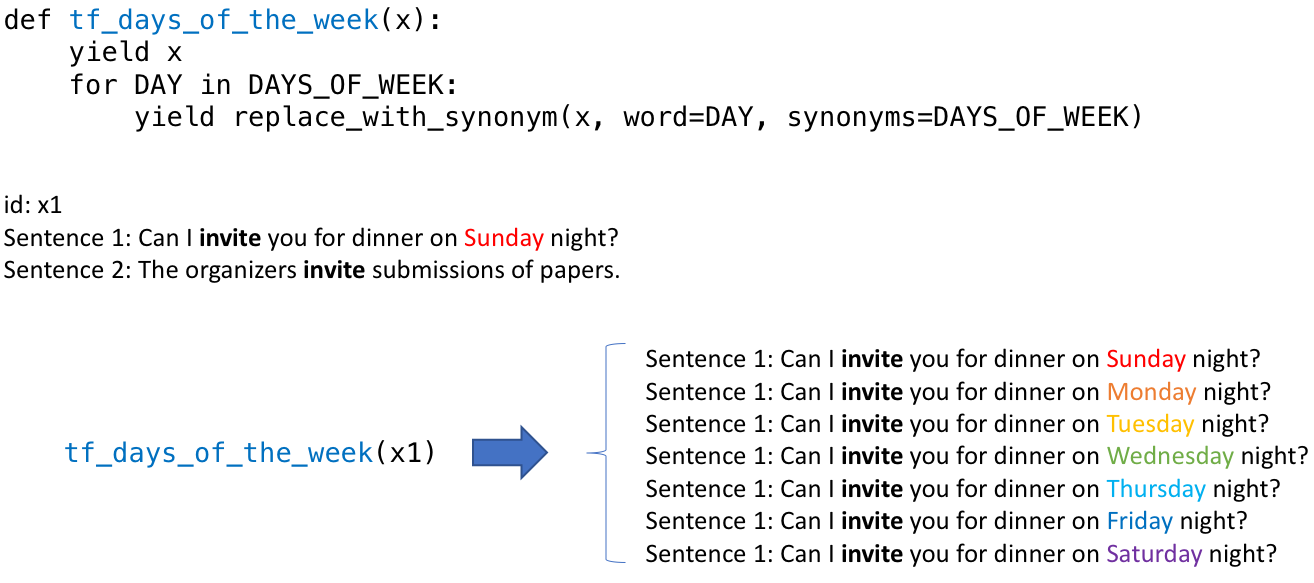 def tf_days_of_the_week(x):
    yield x
    for DAY in DAYS_OF_WEEK:
        yield replace_with_synonym(x, word=DAY, synonyms=DAYS_OF_WEEK)
id: x1
Sentence 1: Can I invite you for dinner on Sunday night?
Sentence 2: The organizers invite submissions of papers.
tf_days_of_the_week(x1)
Sentence 1: Can I invite you for dinner on Sunday night?
Sentence 1: Can I invite you for dinner on Monday night?
Sentence 1: Can I invite you for dinner on Tuesday night?
Sentence 1: Can I invite you for dinner on Wednesday night?
Sentence 1: Can I invite you for dinner on Thursday night?
Sentence 1: Can I invite you for dinner on Friday night?
Sentence 1: Can I invite you for dinner on Saturday night?